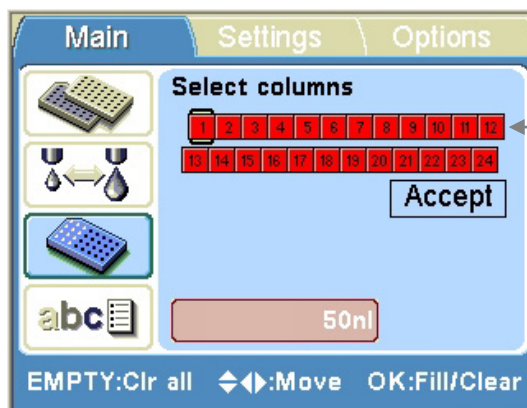 Main Settings Options
Select columns
1 2 3 4 5 6 7 8 9 10 11 12
13 14 15 16 17 18 19 20 21 22 23 24
Accept
abc
50nl
EMPTY:Clr all :Move OK:Fill/Clear